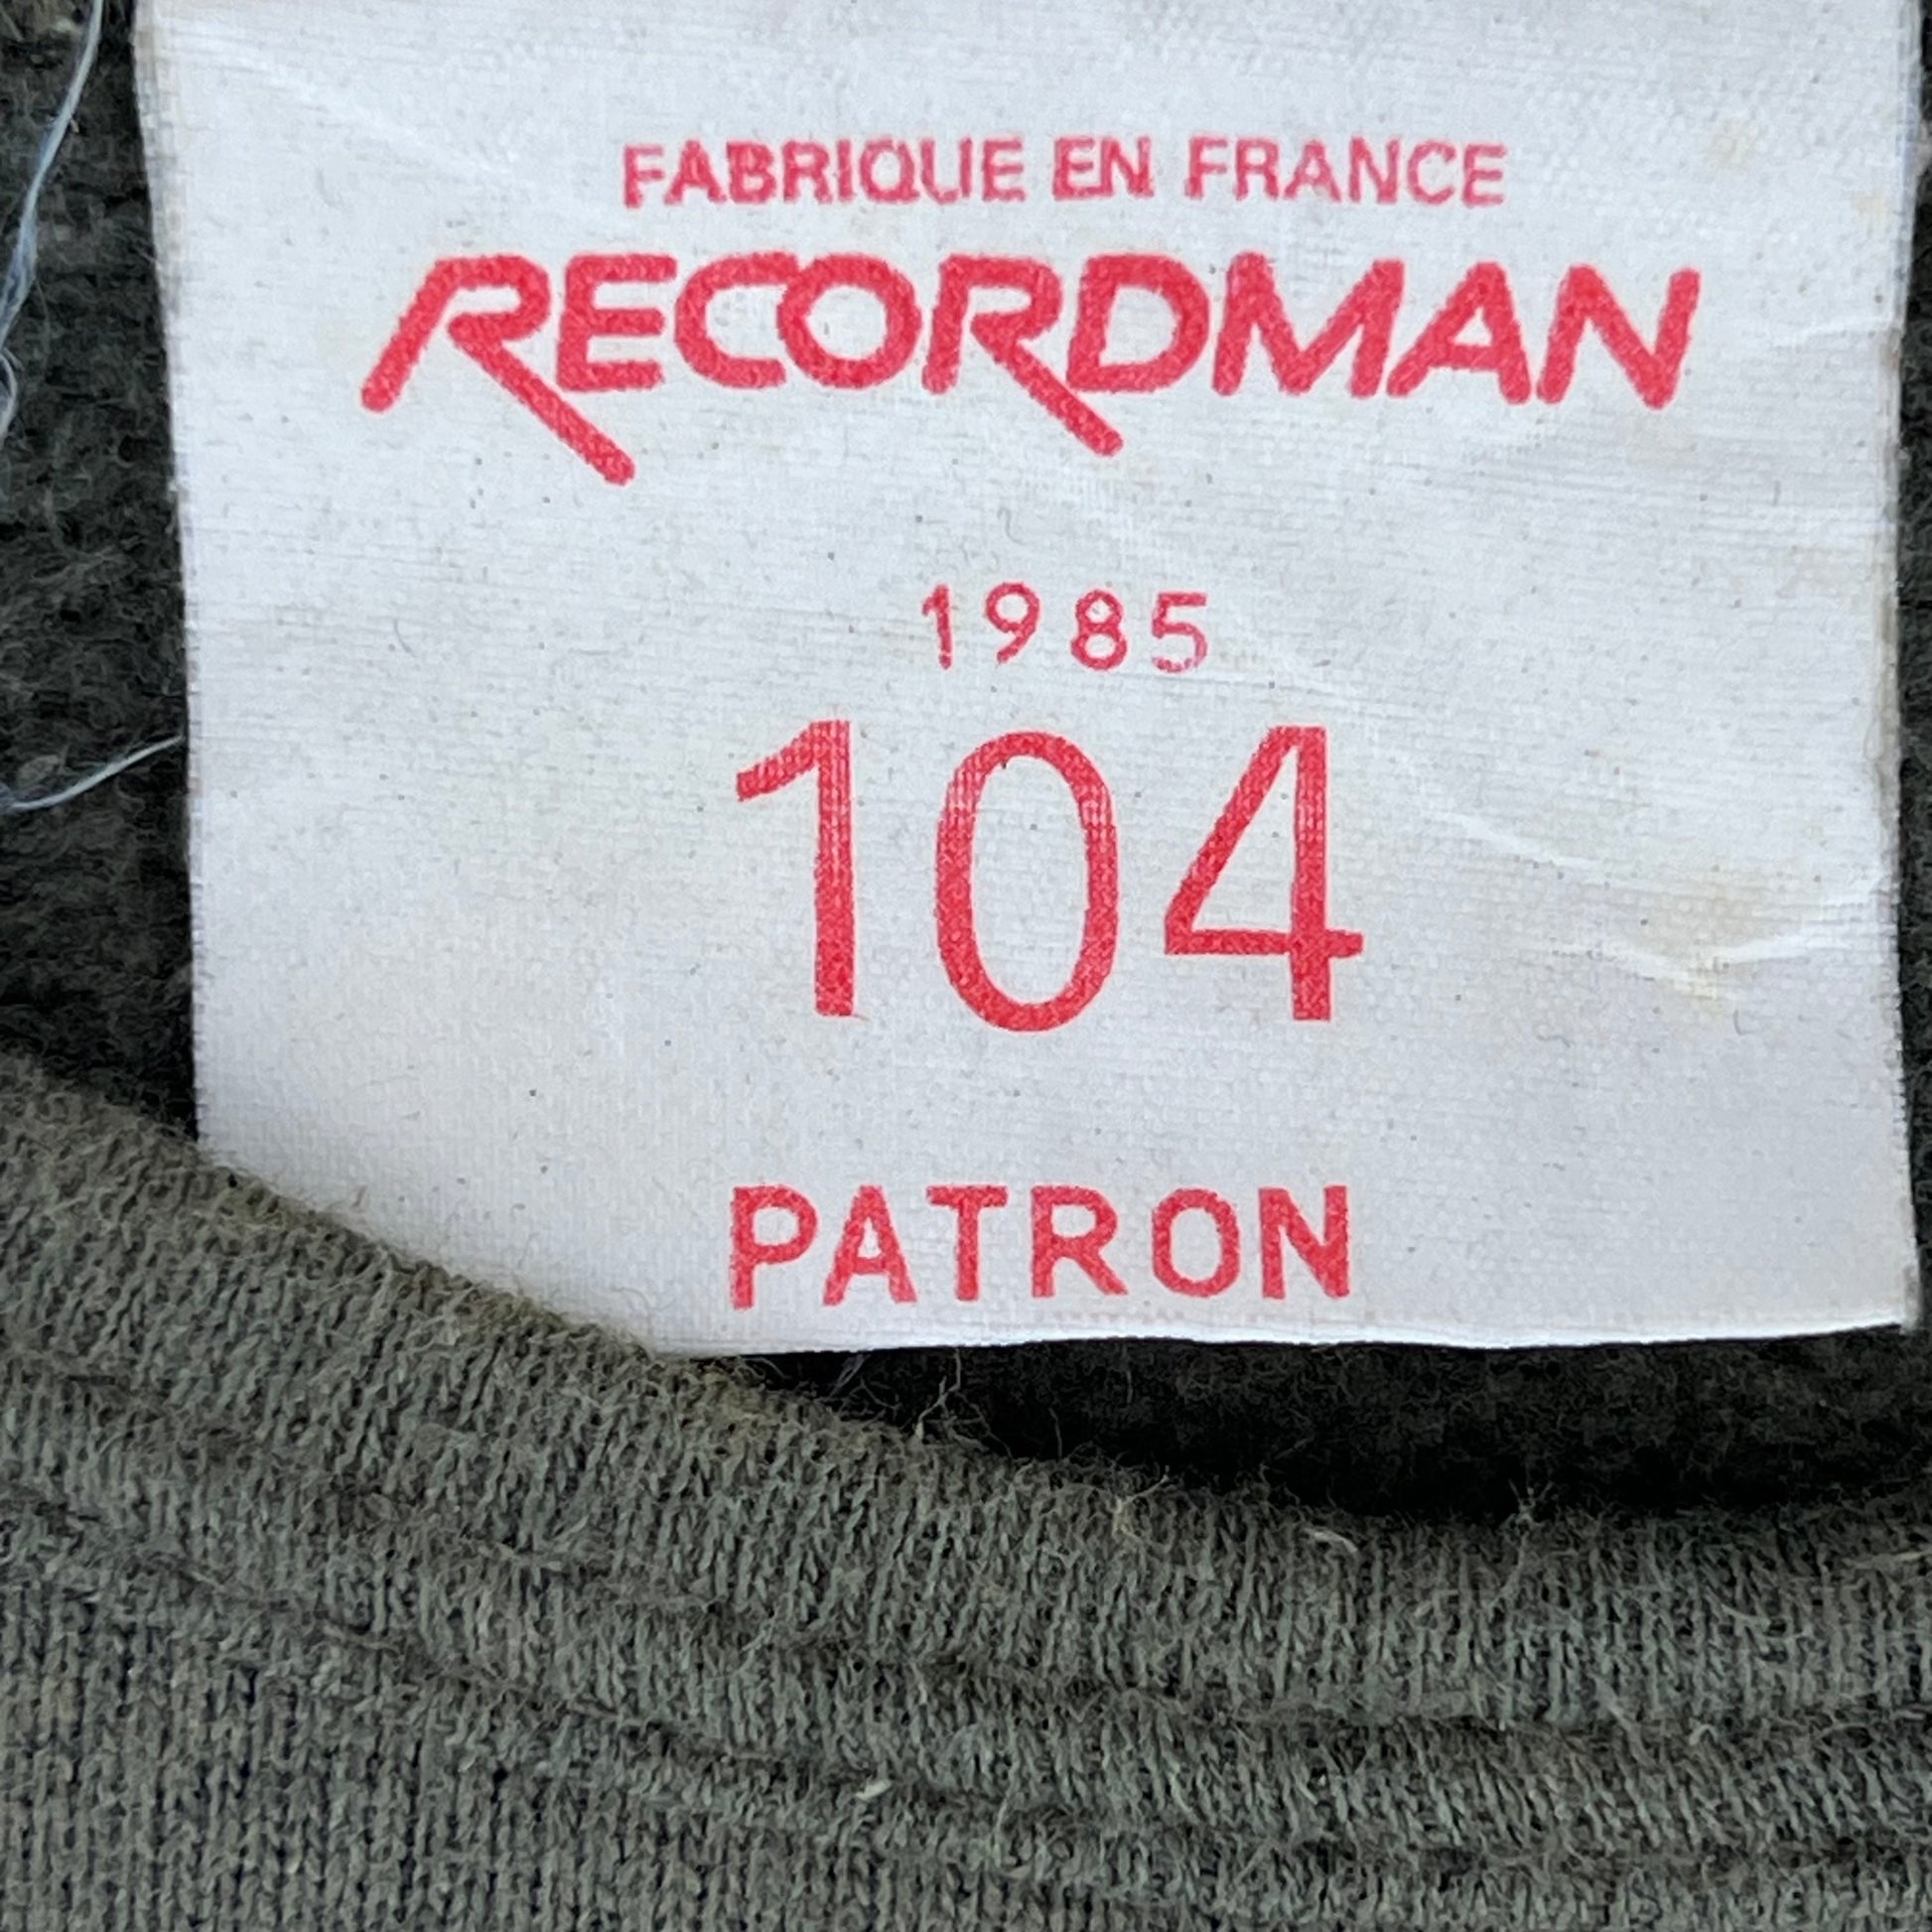 FABRIQUE EN FRANCE
RECORDMAN
1985
104
PATRON